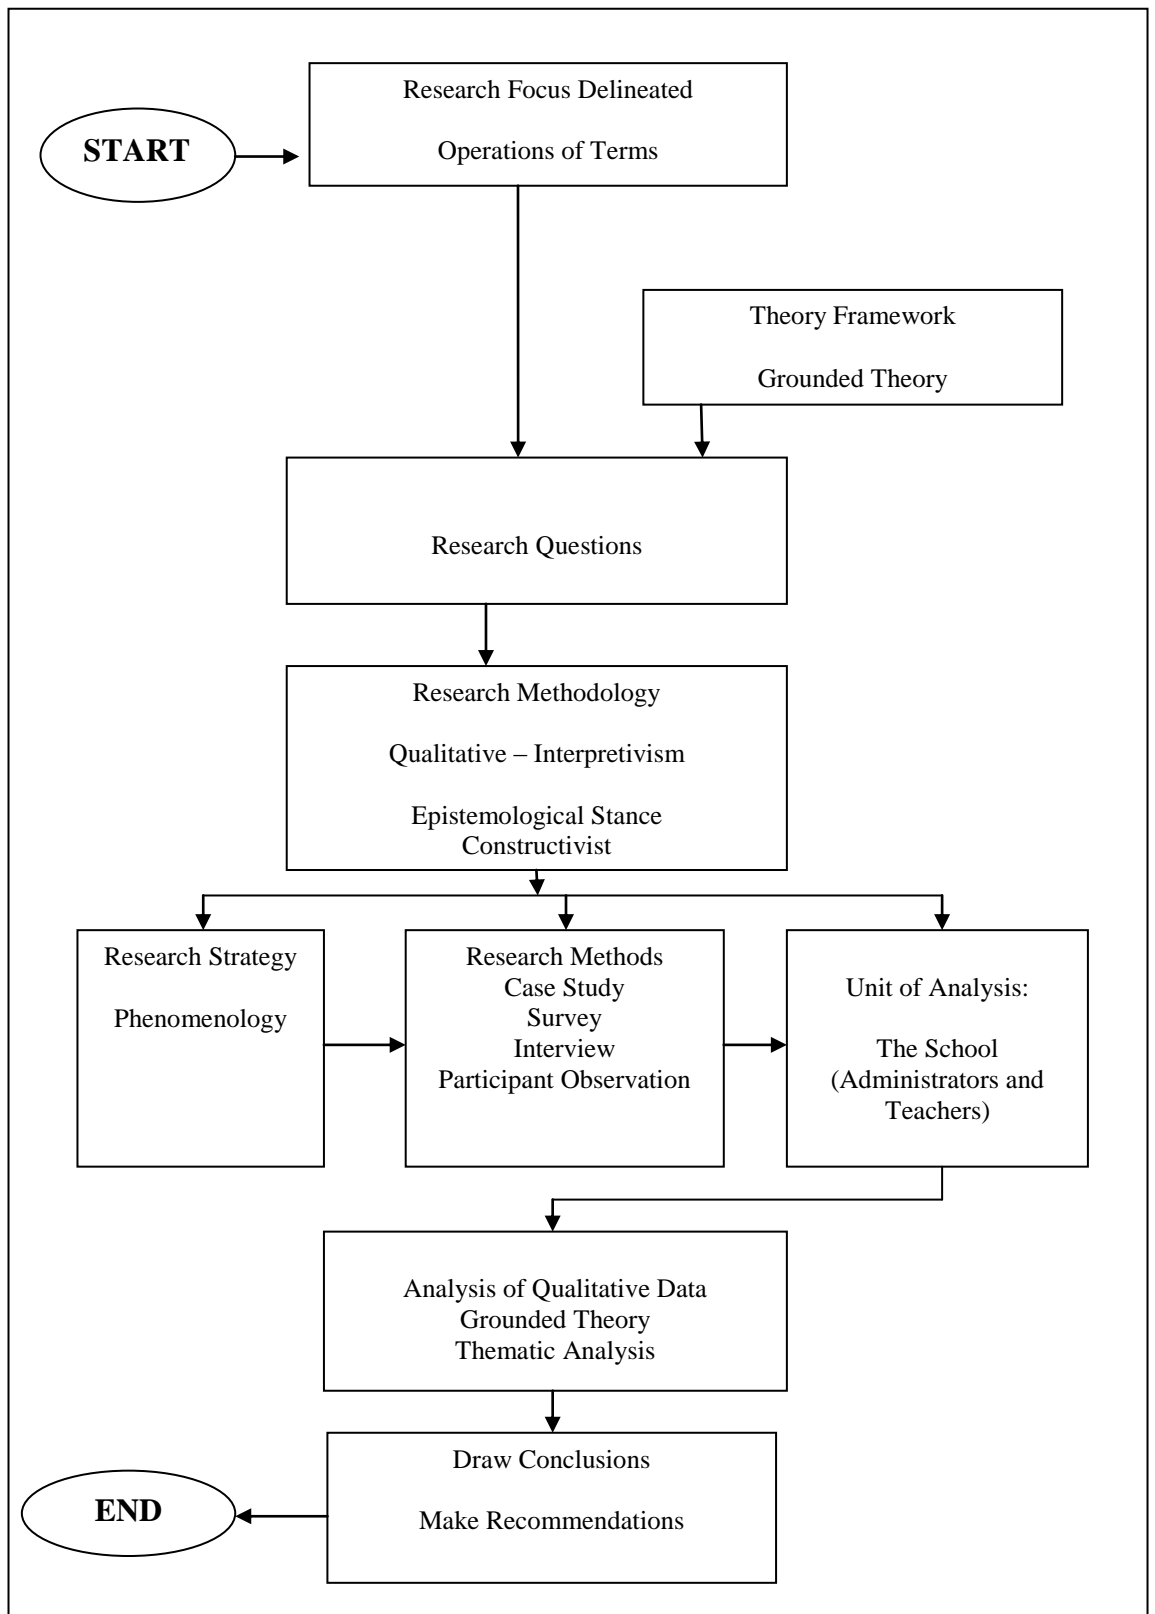 Research Focus Delineated
START
Operations of Terms
Theory Framework
Grounded Theory
Research Questions
Research Methodology
Qualitative – Interpretivism
Epistemological Stance
Constructivist
Research Strategy
Phenomenology
Research Methods
Case Study
Survey
Interview
Participant Observation
Unit of Analysis:
The School
(Administrators and
Teachers)
Analysis of Qualitative Data
Grounded Theory
Thematic Analysis
Draw Conclusions
Make Recommendations
END